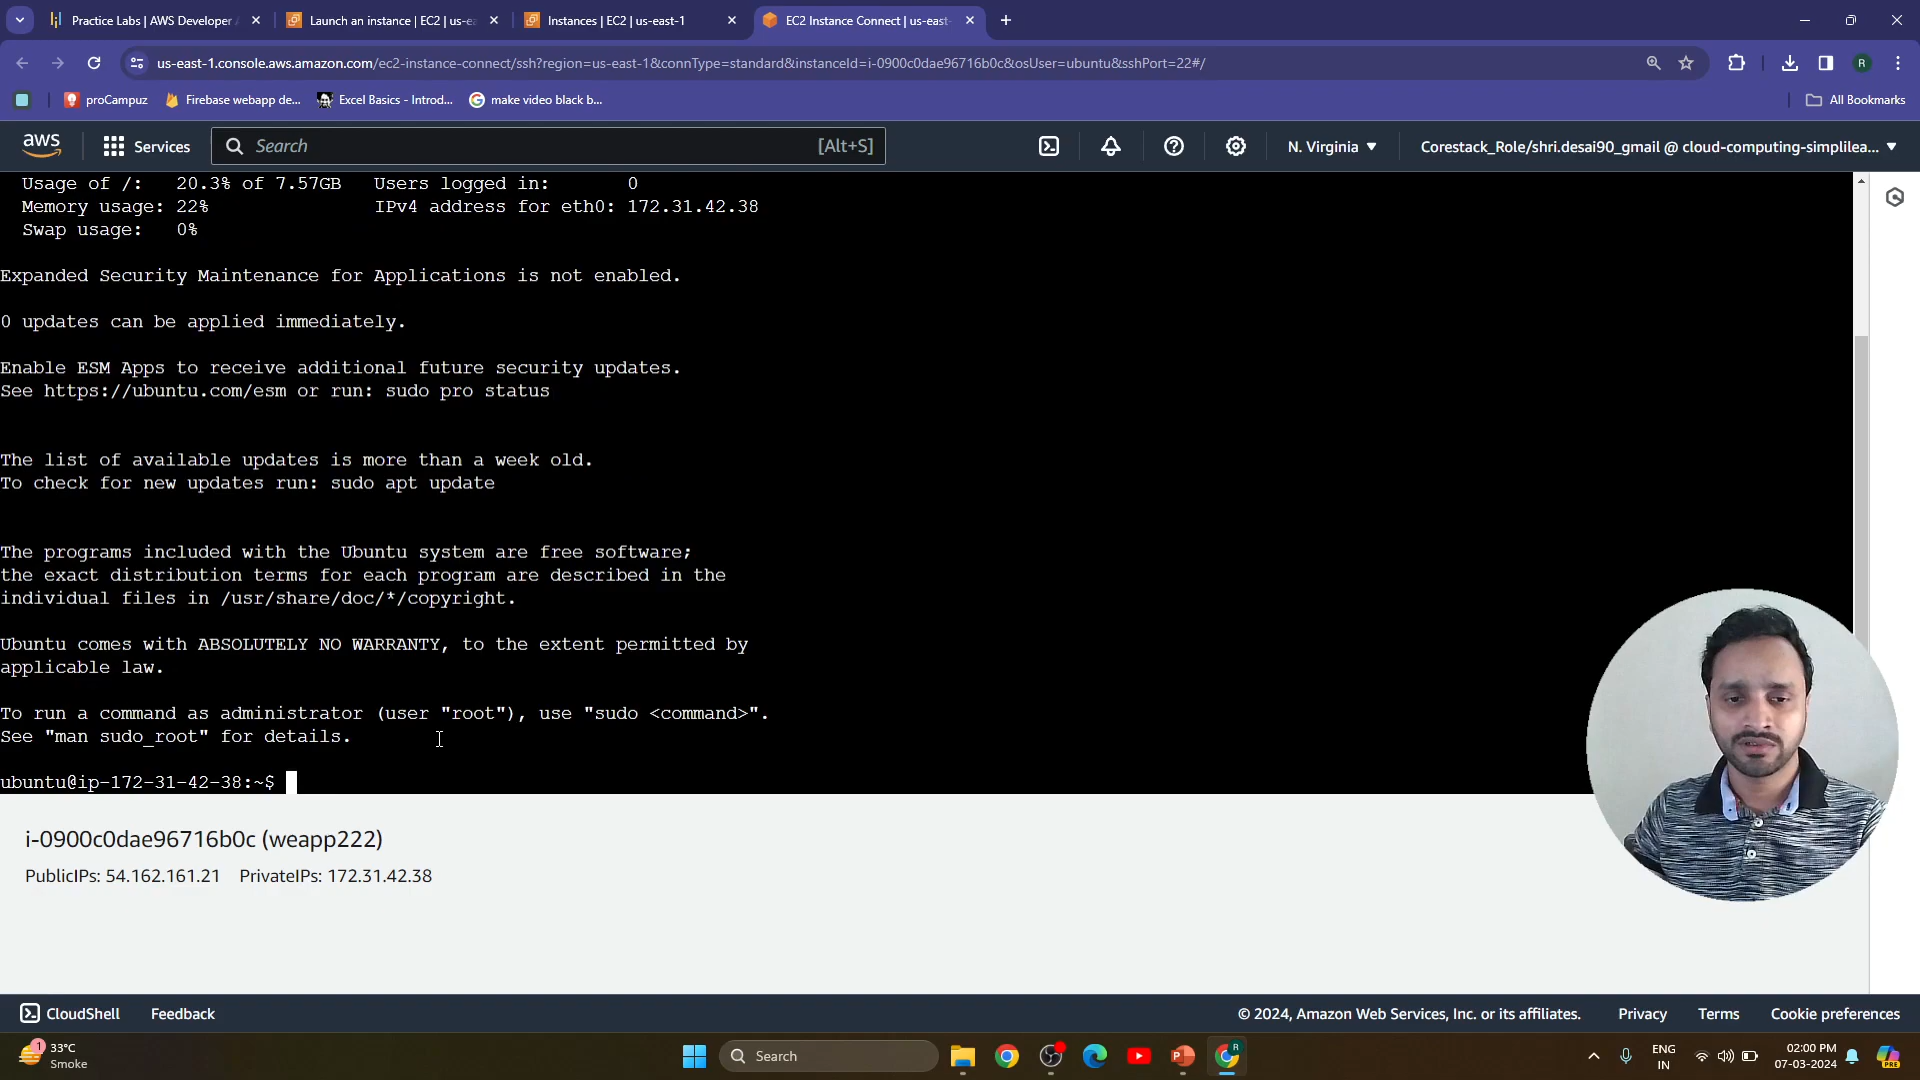 Practice Labs | AWS Developer A
Launch an instance | EC2 | us-ea
Instances | EC2 | us-east-1
EC2 Instance Connect | us-east-
us-east-1.console.aws.amazon.com/ec2-instance-connect/ssh?region=us-east-1&connType=standard&instanceId=i-0900c0dae96716b0c&osUser=ubuntu&sshPort=22#/
R
proCampuz
Firebase webapp de...
Excel Basics - Introd...
make video black b...
All Bookmarks
aws
Services
Search
[Alt+S]
N. Virginia
Corestack_Role/shri.desai90_gmail @ cloud-computing-simplilea...
Usage of /: 20.3% of 7.57GB Users logged in: 0
Memory usage: 22% IPv4 address for eth0: 172.31.42.38
Swap usage: 0%
Expanded Security Maintenance for Applications is not enabled.
0 updates can be applied immediately.
Enable ESM Apps to receive additional future security updates.
See https://ubuntu.com/esm or run: sudo pro status
The list of available updates is more than a week old.
To check for new updates run: sudo apt update
The programs included with the Ubuntu system are free software;
the exact distribution terms for each program are described in the
individual files in /usr/share/doc/*/copyright.
Ubuntu comes with ABSOLUTELY NO WARRANTY, to the extent permitted by
applicable law.
To run a command as administrator (user "root"), use "sudo <command>".
See "man sudo_root" for details.
ubuntu@ip-172-31-42-38:~$
i-0900c0dae96716b0c (weapp222)
PublicIPs: 54.162.161.21 PrivateIPs: 172.31.42.38
CloudShell
Feedback
© 2024, Amazon Web Services, Inc. or its affiliates.
Privacy
Terms
Cookie preferences
1
33°C
Smoke
Search
R
ENG
IN
02:00 PM
07-03-2024
PRE